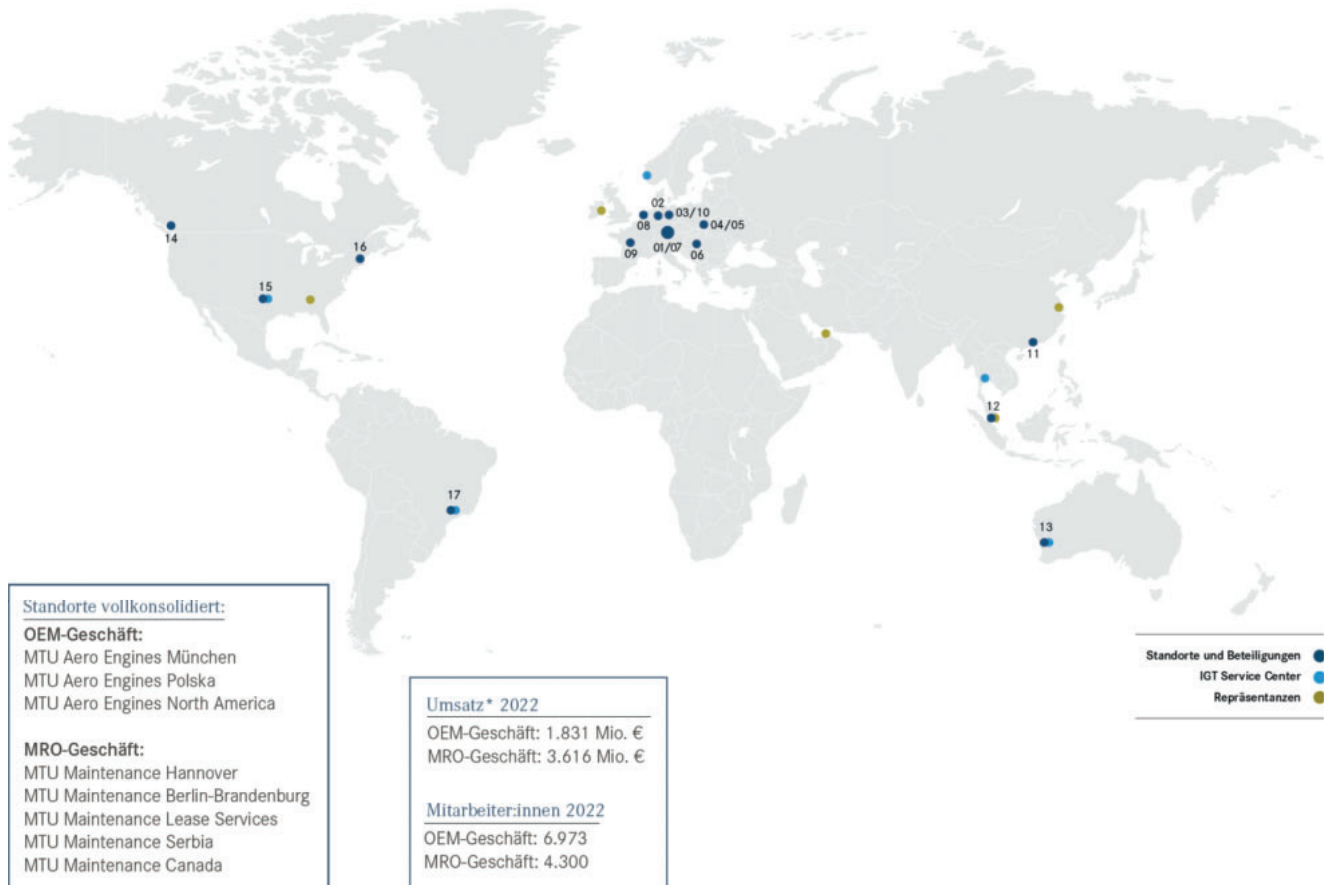 02
03/10
04/05
08
14
09
01/07
06
16
15
11
12
17
13
Standorte vollkonsolidiert:
OEM-Geschäft:
MTU Aero Engines München
MTU Aero Engines Polska
MTU Aero Engines North America
MRO-Geschäft:
MTU Maintenance Hannover
MTU Maintenance Berlin-Brandenburg
MTU Maintenance Lease Services
MTU Maintenance Serbia
MTU Maintenance Canada
Umsatz* 2022
OEM-Geschäft: 1.831 Mio. €
MRO-Geschäft: 3.616 Mio. €
Mitarbeiter:innen 2022
OEM-Geschäft: 6.973
MRO-Geschäft: 4.300
Standorte und Beteiligungen
IGT Service Center
Repräsentanzen